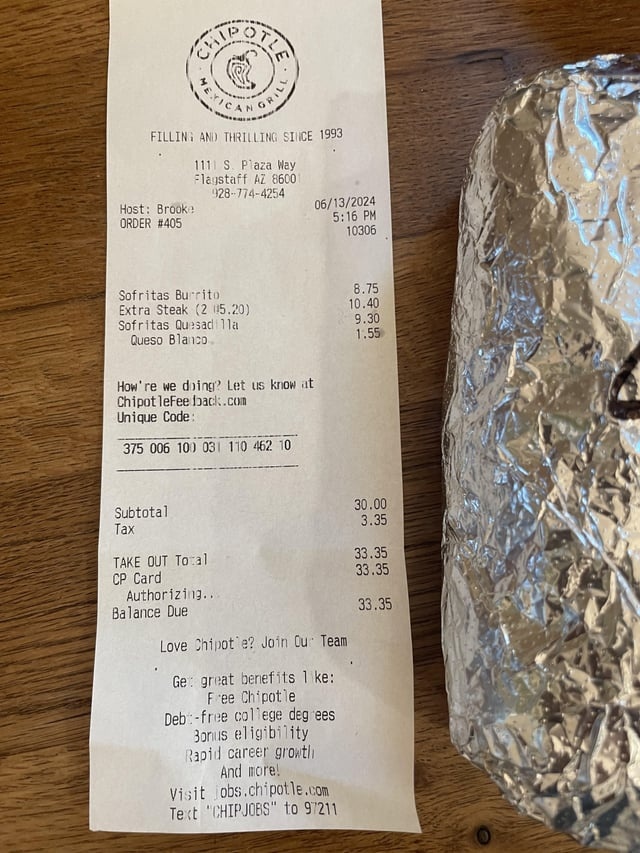 CHIPOTLE
MEXICAN GRILL
FILLING AND THRILLING SINCE 1993
1111 S. Plaza Way
Flagstaff AZ 86001
928-774-4254
Host: Brooke
06/13/2024
ORDER #405
5:16 PM
10306
Sofritas Burrito 8.75
Extra Steak (2 @5.20) 10.40
Sofritas Quesadilla 9.30
Queso Blanco 1.55
How're we doing? Let us know at
ChipotleFeedback.com
Unique Code:
375 006 100 031 110 462 10
Subtotal 30.00
Tax 3.35
TAKE OUT Total 33.35
CP Card 33.35
Authorizing...
Balance Due 33.35
Love Chipotle? Join Our Team
Get great benefits like:
Free Chipotle
Debt-free college degrees
Bonus eligibility
Rapid career growth
And more!
Visit jobs.chipotle.com
Text "CHIPJOBS" to 97211